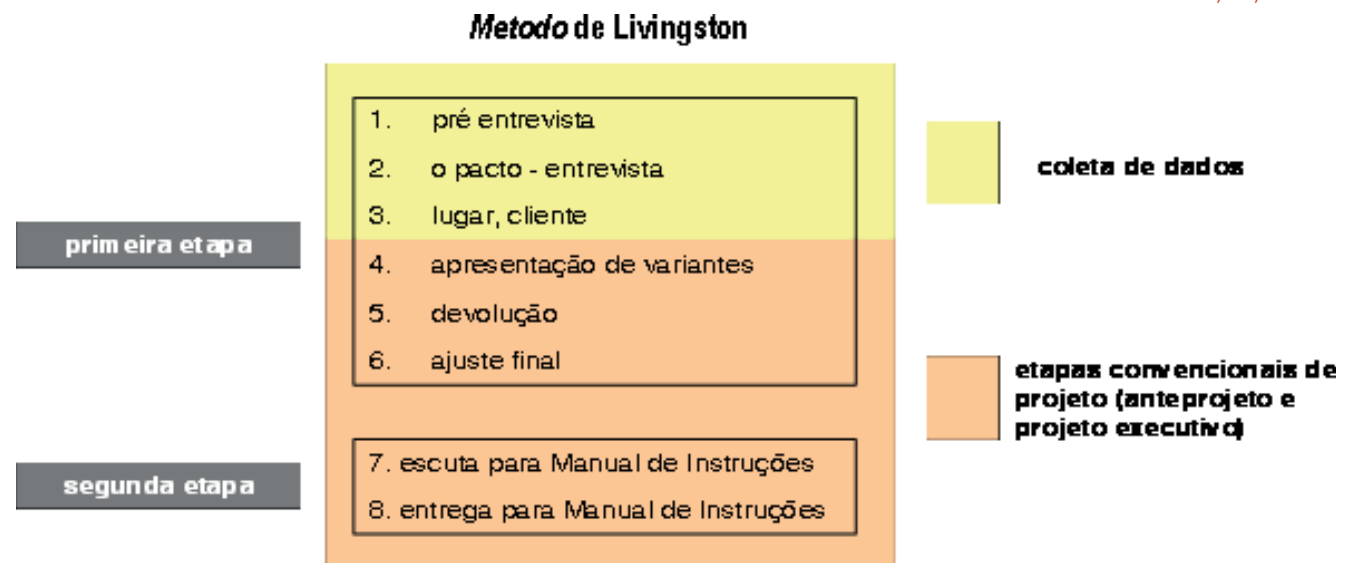 Metodo de Livingston
1. pré entrevista
2. o pacto - entrevista
3. lugar, cliente
4. apresentação de variantes
5. devolução
6. ajuste final
7. escuta para Manual de Instruções
8. entrega para Manual de Instruções
primeira etapa
segunda etapa
coleta de dados
etapas convencionais de
projeto (anteprojeto e
projeto executivo)